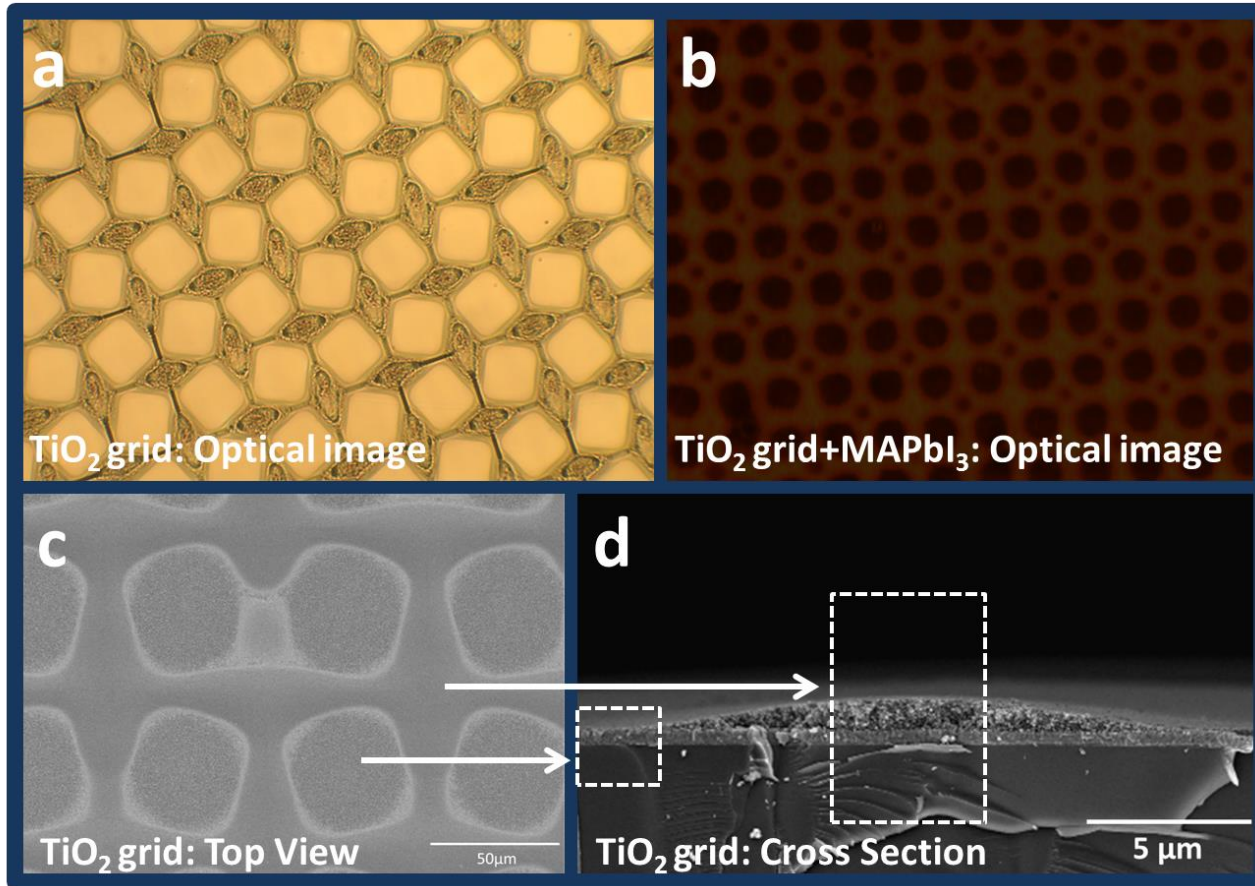 a
b
TiO₂ grid: Optical image
TiO₂ grid+MAPbI₃: Optical image
c
d
TiO₂ grid: Top View
50µm
TiO₂ grid: Cross Section
5 µm